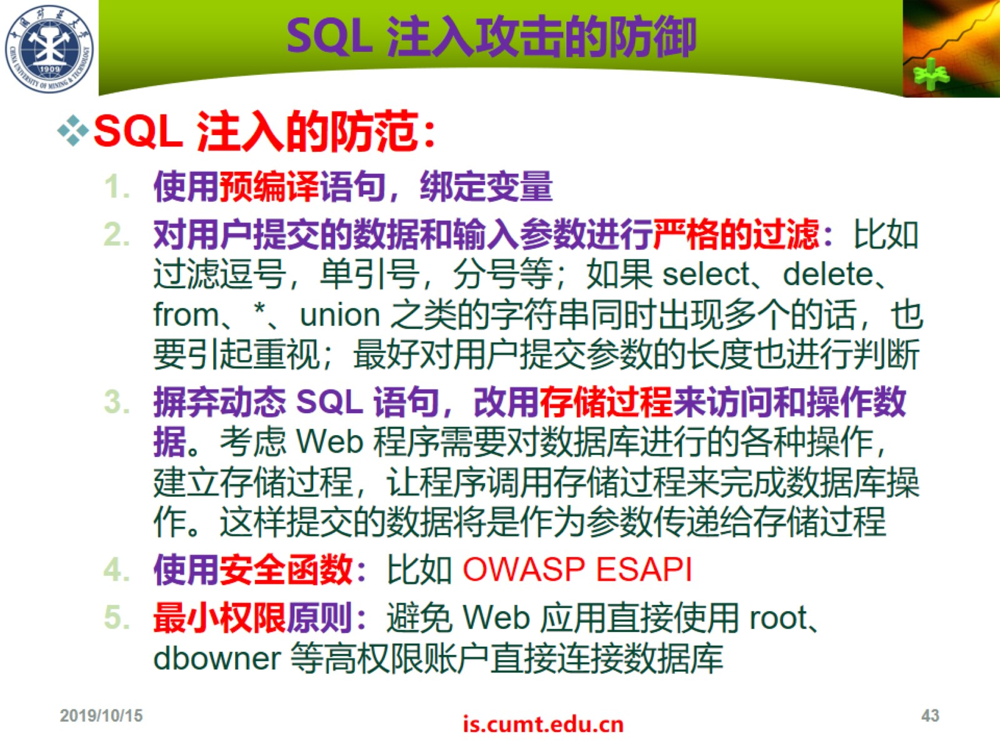 中国矿业大学
CHINA UNIVERSITY OF MINING & TECHNOLOGY
1909
SQL 注入攻击的防御
SQL 注入的防范：
1. 使用预编译语句，绑定变量
2. 对用户提交的数据和输入参数进行严格的过滤：比如
过滤逗号，单引号，分号等；如果 select、delete、
from、*、union 之类的字符串同时出现多个的话，也
要引起重视；最好对用户提交参数的长度也进行判断
3. 摒弃动态 SQL 语句，改用存储过程来访问和操作数
据。考虑 Web 程序需要对数据库进行的各种操作，
建立存储过程，让程序调用存储过程来完成数据库操
作。这样提交的数据将是作为参数传递给存储过程
4. 使用安全函数：比如 OWASP ESAPI
5. 最小权限原则：避免 Web 应用直接使用 root、
dbowner 等高权限账户直接连接数据库
2019/10/15
is.cumt.edu.cn
43